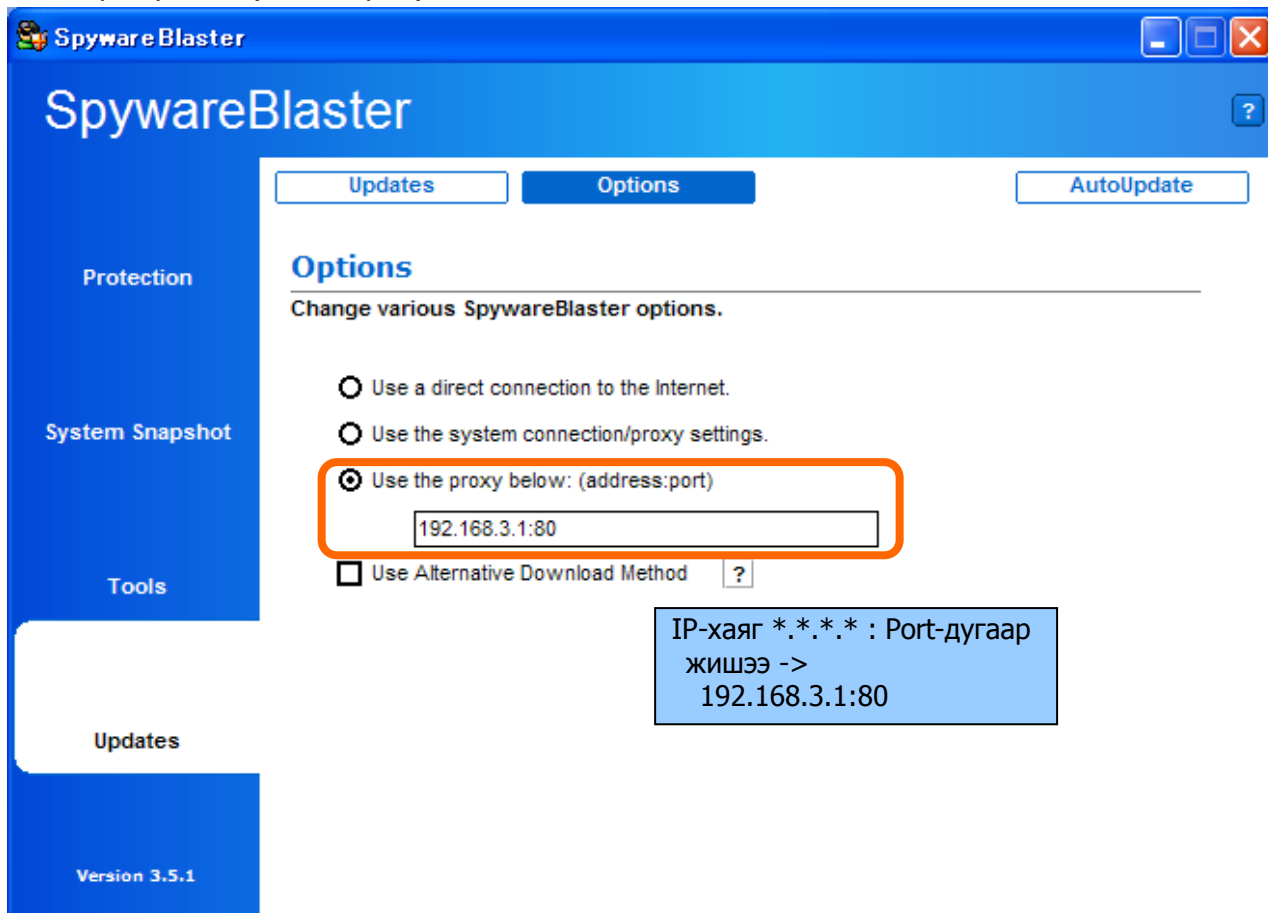 SpywareBlaster
SpywareBlaster
?
Updates
Options
AutoUpdate
Protection
System Snapshot
Tools
Updates
Version 3.5.1
Options
Change various SpywareBlaster options.
Use a direct connection to the Internet.
Use the system connection/proxy settings.
Use the proxy below: (address:port)
192.168.3.1:80
Use Alternative Download Method ?
IP-хаяг *.*.*.* : Port-дугаар
жишээ ->
192.168.3.1:80